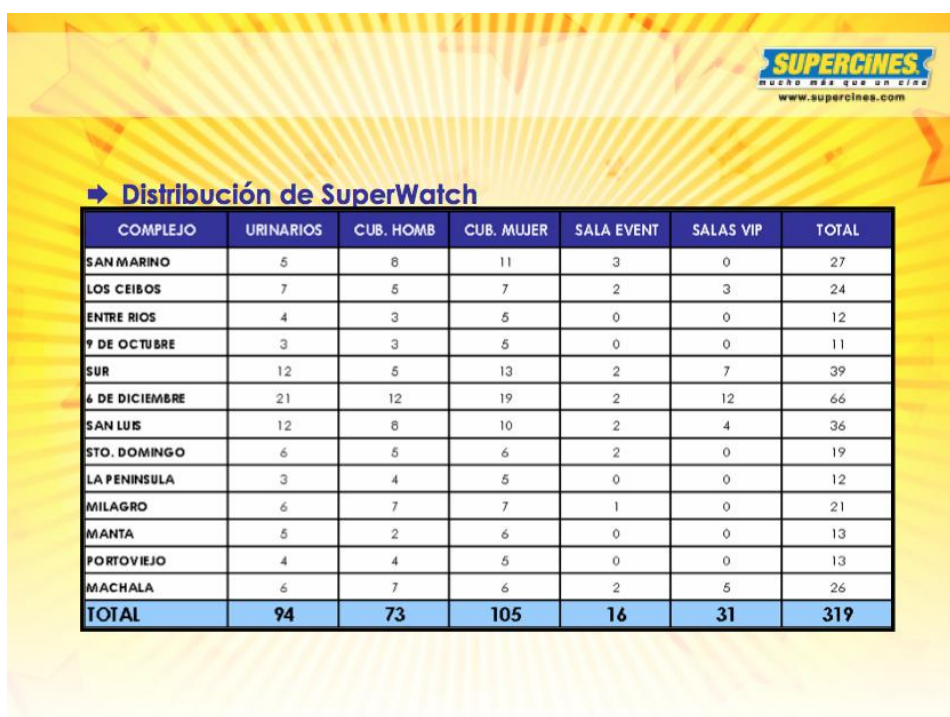 SUPERCINES.
mucho más que un cine
www.supercines.com
Distribución de SuperWatch
COMPLEJO URINARIOS CUB. HOMB CUB. MUJER SALA EVENT SALAS VIP TOTAL
SAN MARINO 5 8 11 3 0 27
LOS CEIBOS 7 5 7 2 3 24
ENTRE RIOS 4 3 5 0 0 12
9 DE OCTUBRE 3 3 5 0 0 11
SUR 12 5 13 2 7 39
6 DE DICIEMBRE 21 12 19 2 12 66
SAN LUIS 12 8 10 2 4 36
STO. DOMINGO 6 5 6 2 0 19
LA PENINSULA 3 4 5 0 0 12
MILAGRO 6 7 7 1 0 21
MANTA 5 2 6 0 0 13
PORTOVIEJO 4 4 5 0 0 13
MACHALA 6 7 6 2 5 26
TOTAL 94 73 105 16 31 319